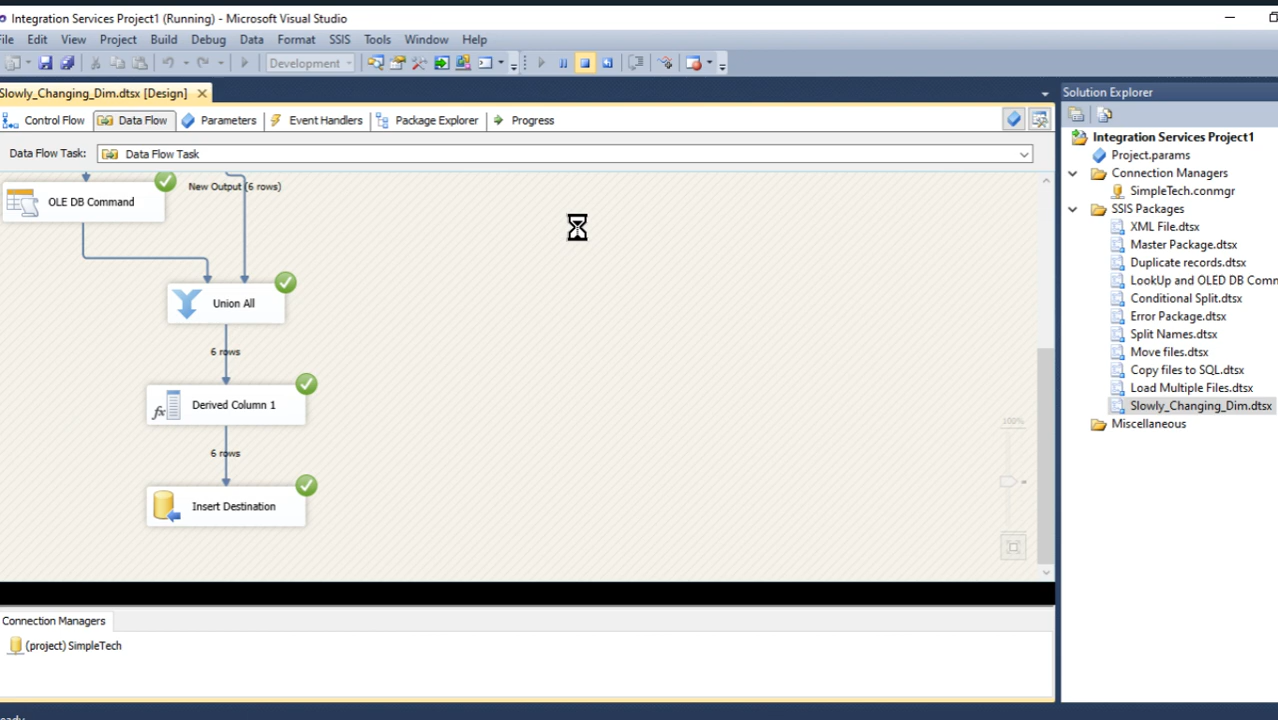 Integration Services Project1 (Running) - Microsoft Visual Studio
File Edit View Project Build Debug Data Format SSIS Tools Window Help
Development
Slowly_Changing_Dim.dtsx [Design]
Control Flow Data Flow Parameters Event Handlers Package Explorer Progress
Data Flow Task: Data Flow Task
New Output (6 rows)
OLE DB Command
Union All
6 rows
Derived Column 1
6 rows
Insert Destination
100%
Connection Managers
(project) SimpleTech
Solution Explorer
Integration Services Project1
Project.params
Connection Managers
SimpleTech.conmgr
SSIS Packages
XML File.dtsx
Master Package.dtsx
Duplicate records.dtsx
LookUp and OLED DB Comm
Conditional Split.dtsx
Error Package.dtsx
Split Names.dtsx
Move files.dtsx
Copy files to SQL.dtsx
Load Multiple Files.dtsx
Slowly_Changing_Dim.dtsx
Miscellaneous